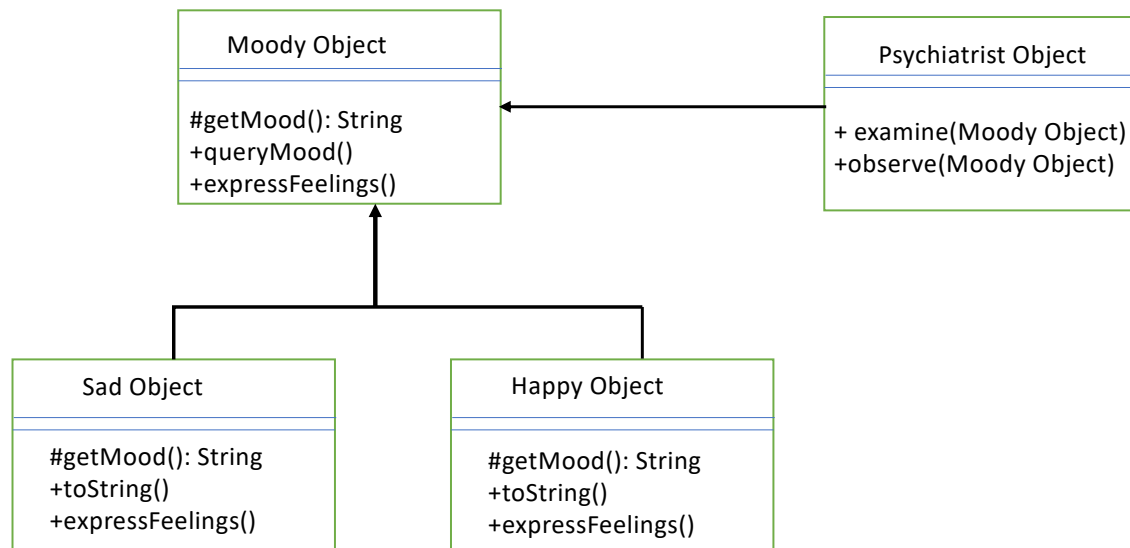 Moody Object
#getMood(): String
+queryMood()
+expressFeelings()
Psychiatrist Object
+ examine(Moody Object)
+observe(Moody Object)
Sad Object
#getMood(): String
+toString()
+expressFeelings()
Happy Object
#getMood(): String
+toString()
+expressFeelings()